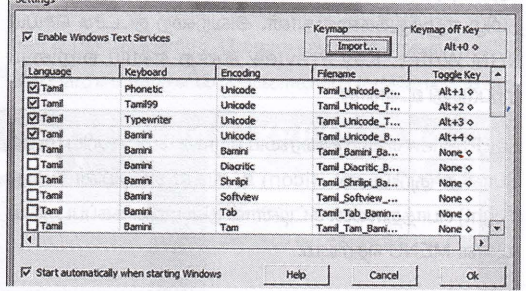 Settings
Enable Windows Text Services
Keymap
Import...
Keymap off Key
Alt+0
Language Keyboard Encoding Filename Toggle Key
Tamil Phonetic Unicode Tamil_Unicode_P... Alt+1
Tamil Tamil99 Unicode Tamil_Unicode_T... Alt+2
Tamil Typewriter Unicode Tamil_Unicode_T... Alt+3
Tamil Bamini Unicode Tamil_Unicode_B... Alt+4
Tamil Bamini Bamini Tamil_Bamini_Ba... None
Tamil Bamini Diacritic Tamil_Diacritic_B... None
Tamil Bamini Shrilipi Tamil_Shrilipi_Ba... None
Tamil Bamini Softview Tamil_Softview_... None
Tamil Bamini Tab Tamil_Tab_Bamin... None
Tamil Bamini Tam Tamil_Tam_Bami... None
Start automatically when starting Windows
Help
Cancel
Ok